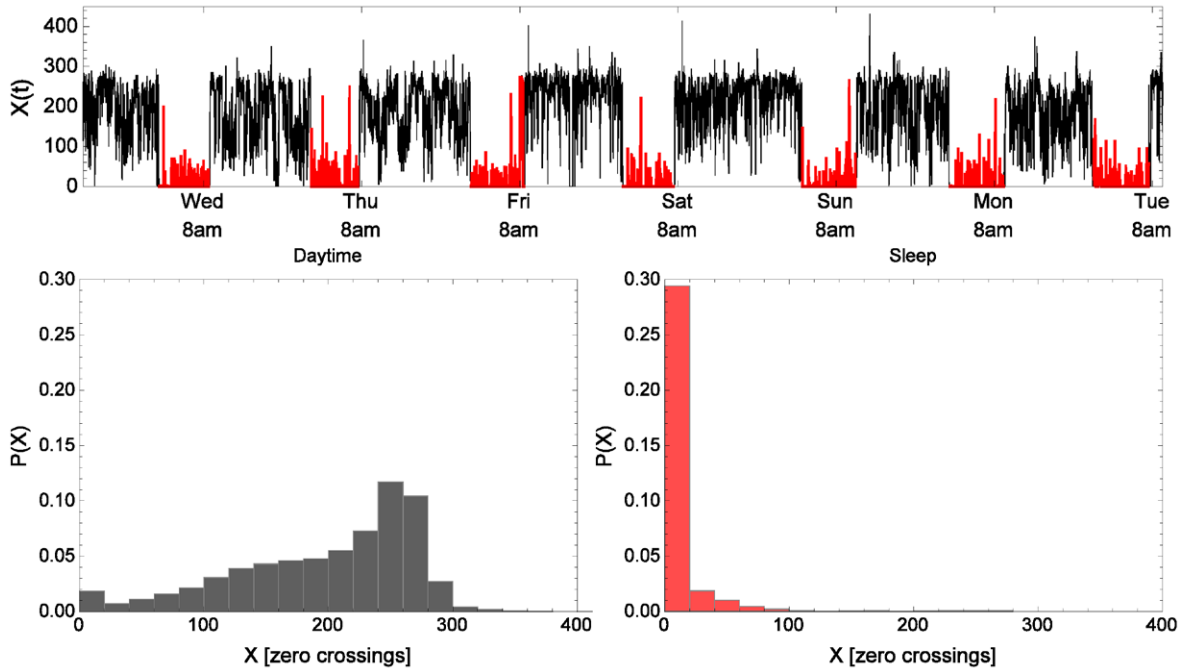 400
300
200
100
0
X(t)
Wed Thu Fri Sat Sun Mon Tue
8am 8am 8am 8am 8am 8am 8am
Daytime
0.30
0.25
0.20
0.15
0.10
0.05
0.00
P(X)
0 100 200 300 400
X [zero crossings]
Sleep
0.30
0.25
0.20
0.15
0.10
0.05
0.00
P(X)
0 100 200 300 400
X [zero crossings]